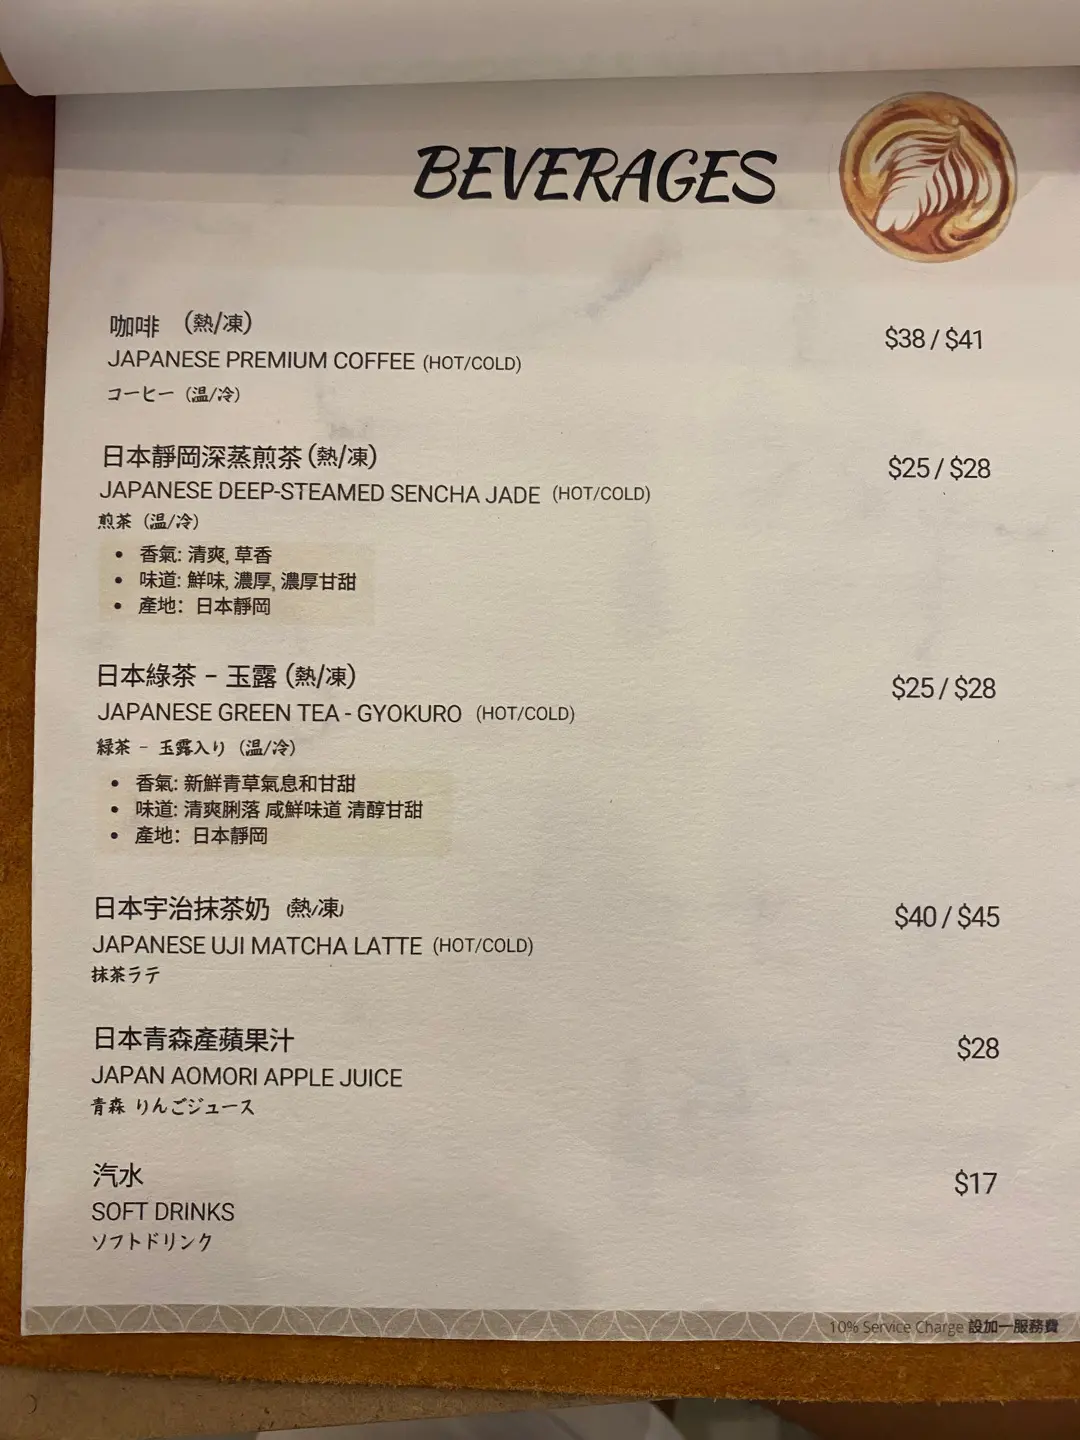 BEVERAGES
咖啡 (熱/凍) $38 / $41
JAPANESE PREMIUM COFFEE (HOT/COLD)
コーヒー (温/冷)
日本靜岡深蒸煎茶 (熱/凍) $25 / $28
JAPANESE DEEP-STEAMED SENCHA JADE (HOT/COLD)
煎茶 (温/冷)
• 香氣: 清爽, 草香
• 味道: 鮮味, 濃厚, 濃厚甘甜
• 產地: 日本靜岡
日本綠茶 - 玉露 (熱/凍) $25 / $28
JAPANESE GREEN TEA - GYOKURO (HOT/COLD)
緑茶 - 玉露入り (温/冷)
• 香氣: 新鮮青草氣息和甘甜
• 味道: 清爽脷落 咸鮮味道 清醇甘甜
• 產地: 日本靜岡
日本宇治抹茶奶 (熱/凍) $40 / $45
JAPANESE UJI MATCHA LATTE (HOT/COLD)
抹茶ラテ
日本青森產蘋果汁 $28
JAPAN AOMORI APPLE JUICE
青森 りんごジュース
汽水 $17
SOFT DRINKS
ソフトドリンク
10% Service Charge 設加一服務費